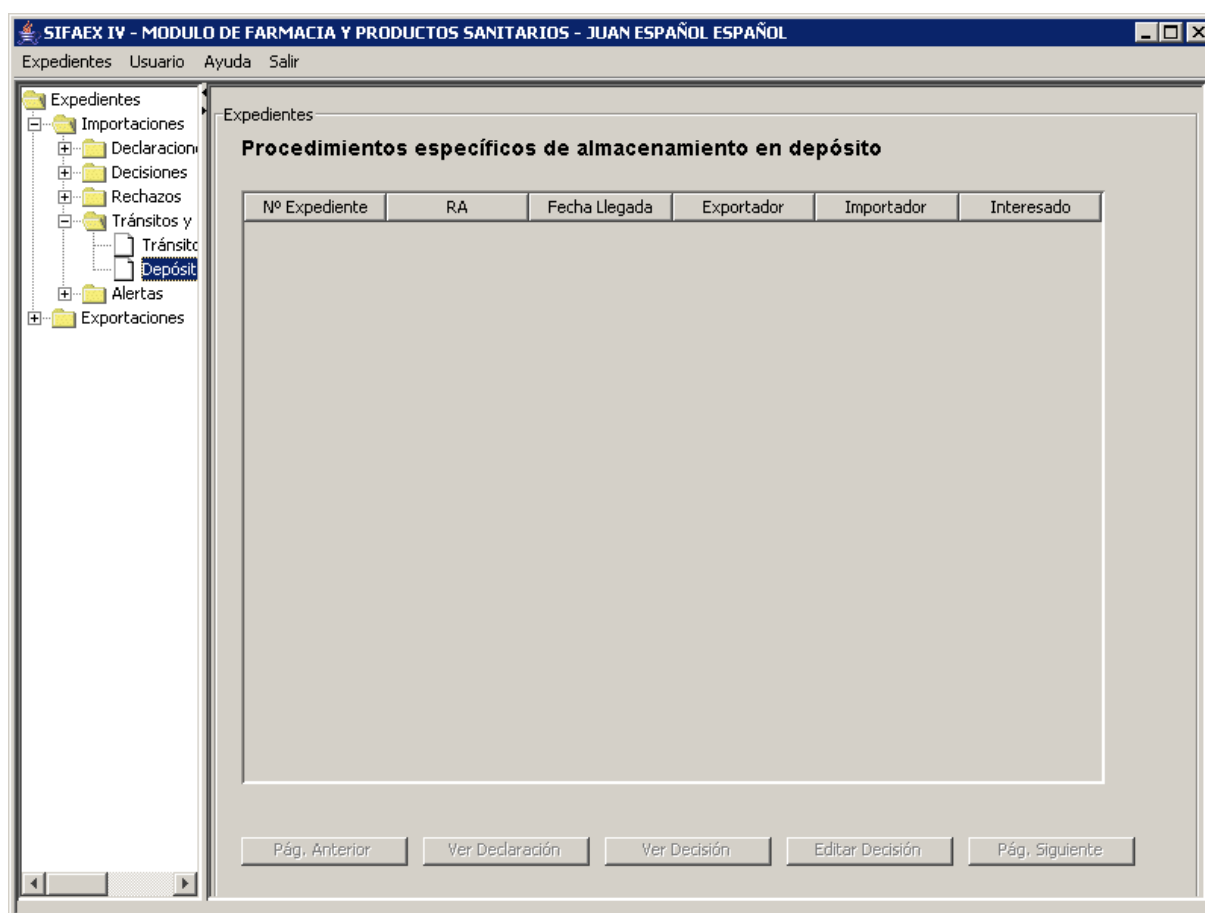 SIFAEX IV - MODULO DE FARMACIA Y PRODUCTOS SANITARIOS - JUAN ESPAÑOL ESPAÑOL
Expedientes Usuario Ayuda Salir
Expedientes
Importaciones
Declaracion
Decisiones
Rechazos
Tránsitos y
Tránsito
Depósit
Alertas
Exportaciones
Expedientes
Procedimientos específicos de almacenamiento en depósito
Nº Expediente RA Fecha Llegada Exportador Importador Interesado
Pág. Anterior Ver Declaración Ver Decisión Editar Decisión Pág. Siguiente